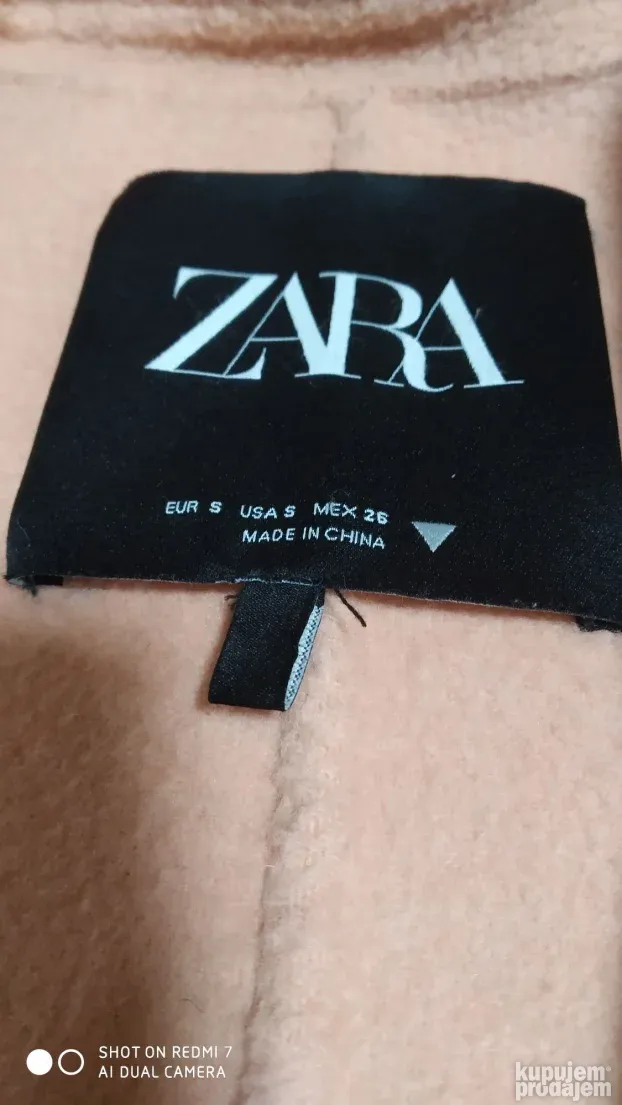 ZARA
EUR S USA S MEX 26
MADE IN CHINA
SHOT ON REDMI 7
AI DUAL CAMERA
kupujem
prodajem